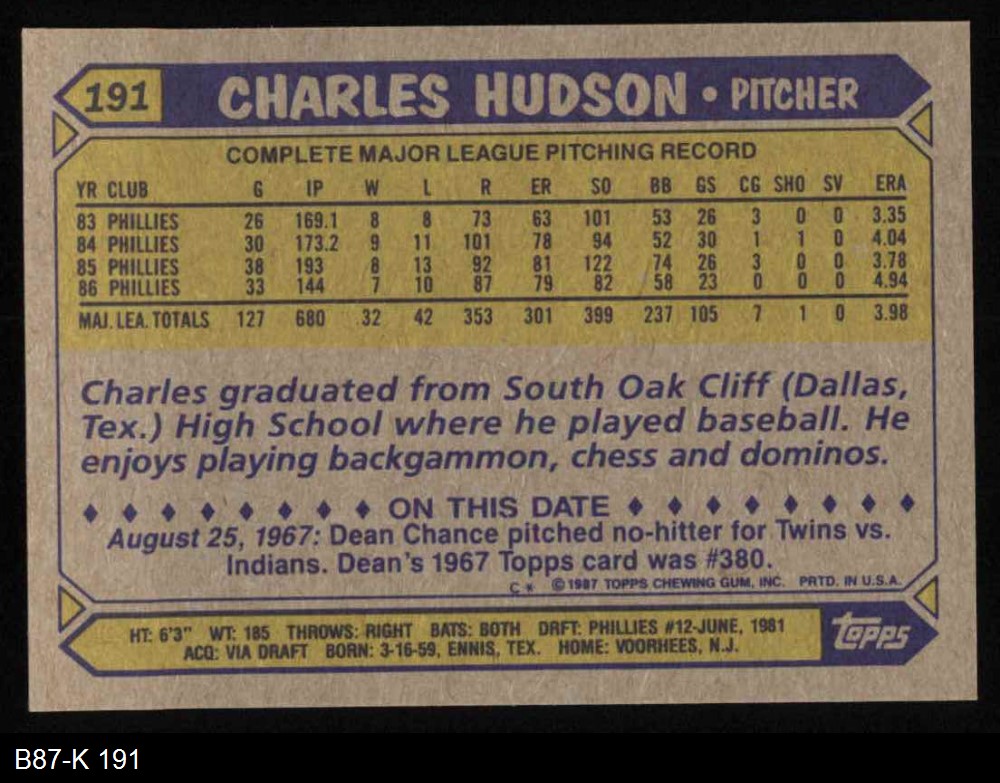 191 CHARLES HUDSON • PITCHER
COMPLETE MAJOR LEAGUE PITCHING RECORD
YR CLUB G IP W L R ER SO BB GS CG SHO SV ERA
83 PHILLIES 26 169.1 8 8 73 63 101 53 26 3 0 0 3.35
84 PHILLIES 30 173.2 9 11 101 78 94 52 30 1 1 0 4.04
85 PHILLIES 38 193 8 13 92 81 122 74 26 3 0 0 3.78
86 PHILLIES 33 144 7 10 87 79 82 58 23 0 0 0 4.94
MAJ. LEA. TOTALS 127 680 32 42 353 301 399 237 105 7 1 0 3.98
Charles graduated from South Oak Cliff (Dallas,
Tex.) High School where he played baseball. He
enjoys playing backgammon, chess and dominos.
♦ ♦ ♦ ♦ ♦ ♦ ♦ ♦ ON THIS DATE ♦ ♦ ♦ ♦ ♦ ♦ ♦ ♦
August 25, 1967: Dean Chance pitched no-hitter for Twins vs.
Indians. Dean's 1967 Topps card was #380.
C* ©1987 TOPPS CHEWING GUM, INC. PRTD. IN U.S.A.
HT: 6'3" WT: 185 THROWS: RIGHT BATS: BOTH DRFT: PHILLIES #12-JUNE, 1981
ACQ: VIA DRAFT BORN: 3-16-59, ENNIS, TEX. HOME: VOORHEES, N.J.
topps
B87-K 191